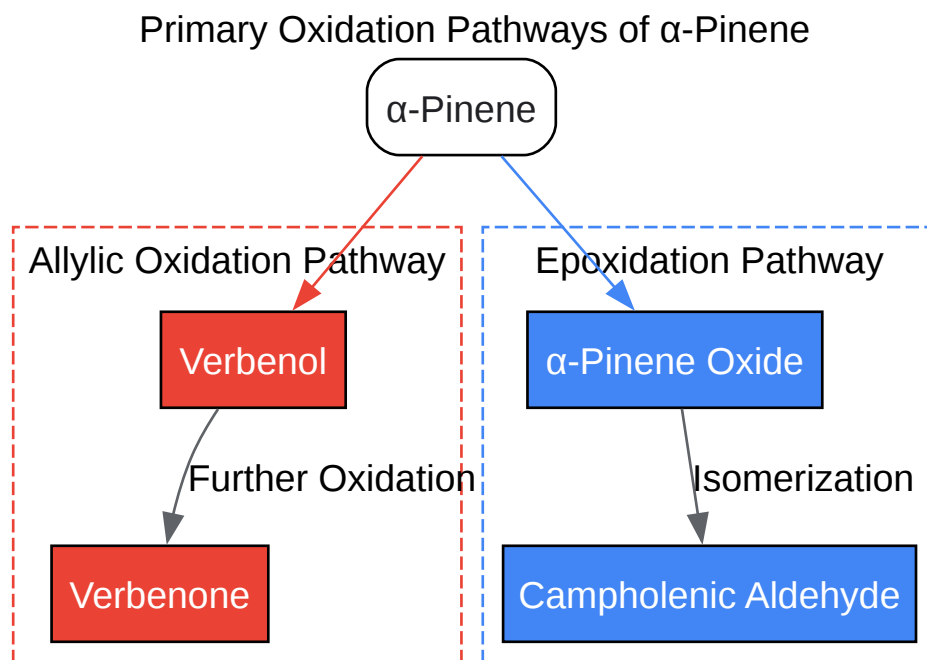 Primary Oxidation Pathways of α-Pinene
α-Pinene
Allylic Oxidation Pathway
Epoxidation Pathway
Verbenol
α-Pinene Oxide
Further Oxidation
Isomerization
Verbenone
Campholenic Aldehyde